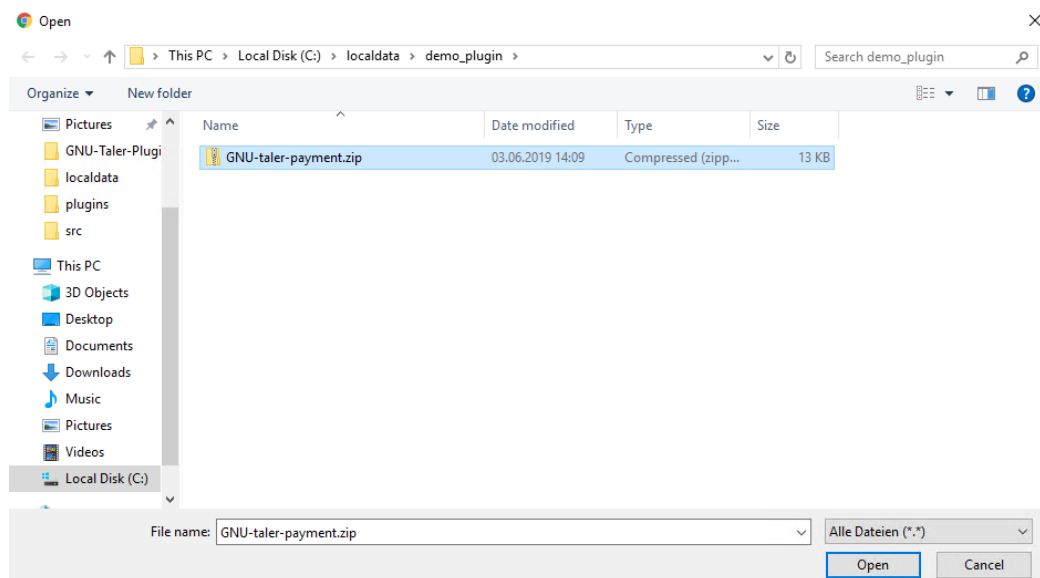 Open
This PC > Local Disk (C:) > localdata > demo_plugin >
Search demo_plugin
Organize
New folder
Name
Date modified
Type
Size
GNU-taler-payment.zip
03.06.2019 14:09
Compressed (zipp...
13 KB
Pictures
GNU-Taler-Plugi
localdata
plugins
src
This PC
3D Objects
Desktop
Documents
Downloads
Music
Pictures
Videos
Local Disk (C:)
File name:
GNU-taler-payment.zip
Alle Dateien (*.*)
Open
Cancel